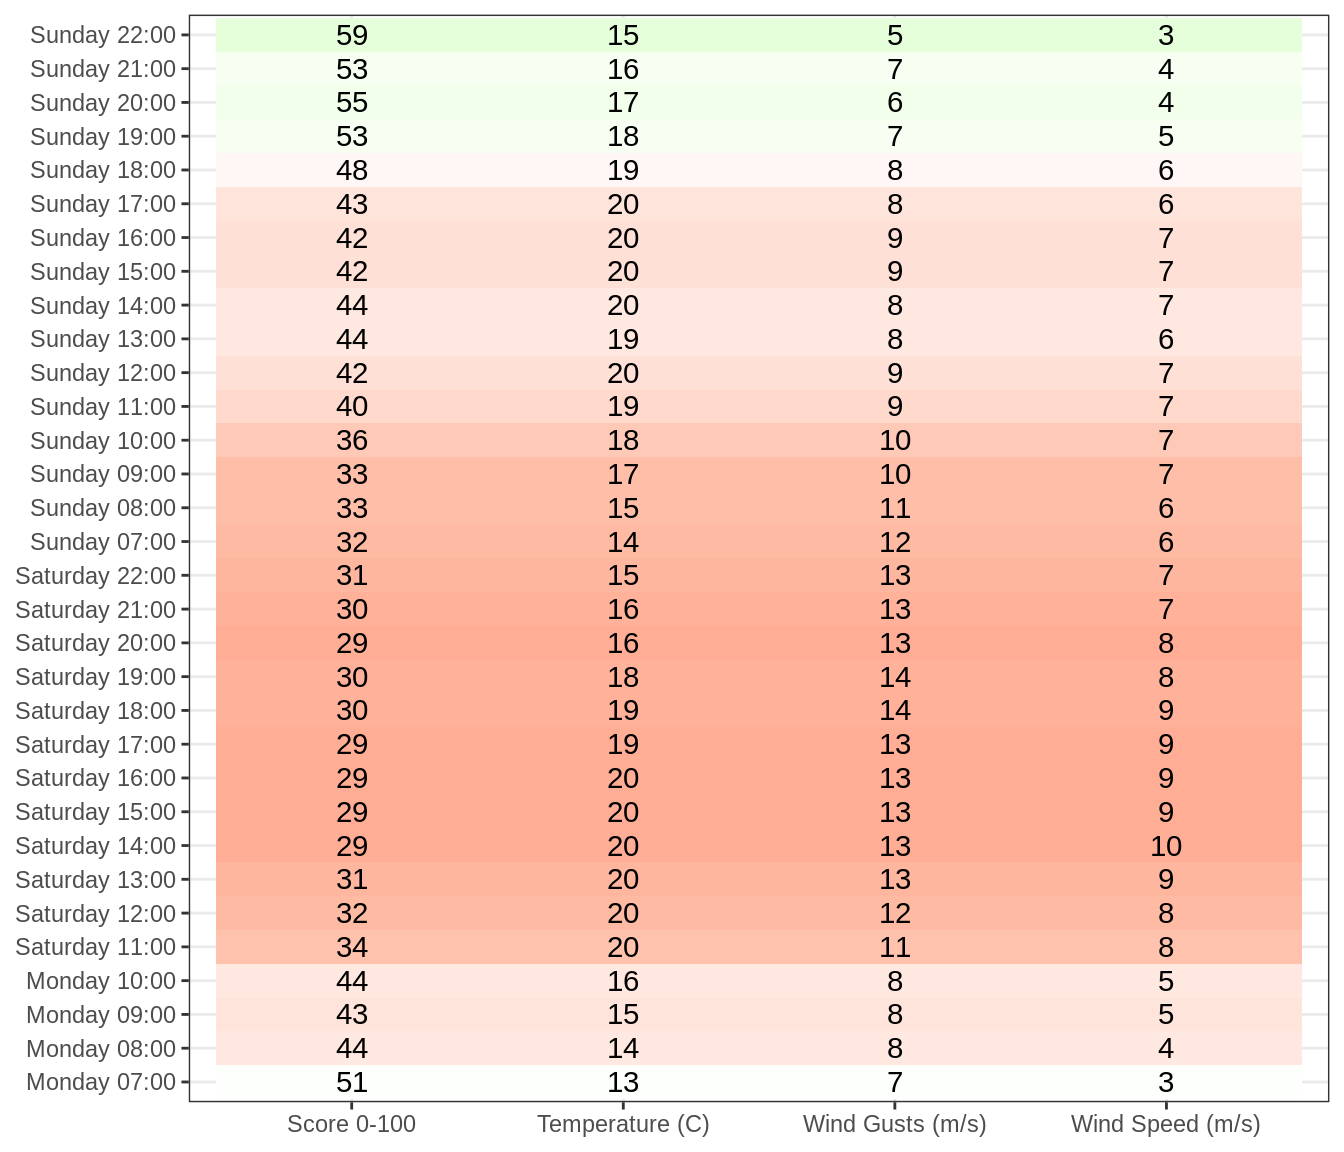 Sunday 22:00 59 15 5 3
Sunday 21:00 53 16 7 4
Sunday 20:00 55 17 6 4
Sunday 19:00 53 18 7 5
Sunday 18:00 48 19 8 6
Sunday 17:00 43 20 8 6
Sunday 16:00 42 20 9 7
Sunday 15:00 42 20 9 7
Sunday 14:00 44 20 8 7
Sunday 13:00 44 19 8 6
Sunday 12:00 42 20 9 7
Sunday 11:00 40 19 9 7
Sunday 10:00 36 18 10 7
Sunday 09:00 33 17 10 7
Sunday 08:00 33 15 11 6
Sunday 07:00 32 14 12 6
Saturday 22:00 31 15 13 7
Saturday 21:00 30 16 13 7
Saturday 20:00 29 16 13 8
Saturday 19:00 30 18 14 8
Saturday 18:00 30 19 14 9
Saturday 17:00 29 19 13 9
Saturday 16:00 29 20 13 9
Saturday 15:00 29 20 13 9
Saturday 14:00 29 20 13 10
Saturday 13:00 31 20 13 9
Saturday 12:00 32 20 12 8
Saturday 11:00 34 20 11 8
Monday 10:00 44 16 8 5
Monday 09:00 43 15 8 5
Monday 08:00 44 14 8 4
Monday 07:00 51 13 7 3
Score 0-100 Temperature (C) Wind Gusts (m/s) Wind Speed (m/s)